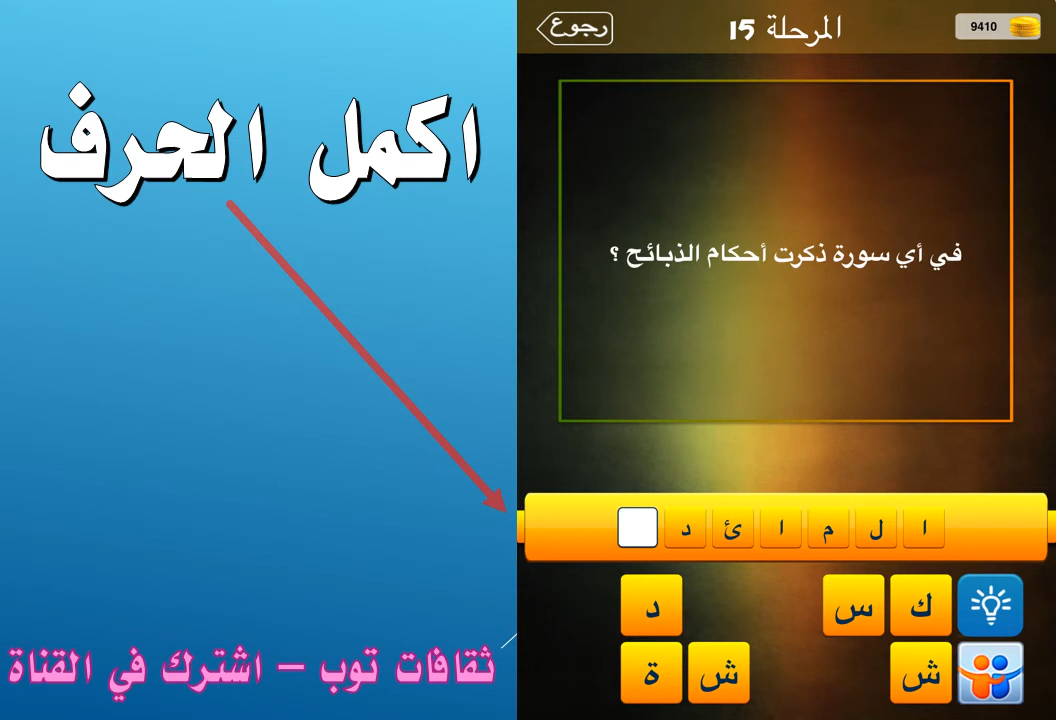 رجوع
المرحلة 15
9410
اكمل الحرف
في أي سورة ذكرت أحكام الذبائح ؟
ا ل م ا ئ د
ك س د
ش ش ة
ثقافات توب – اشترك في القناة